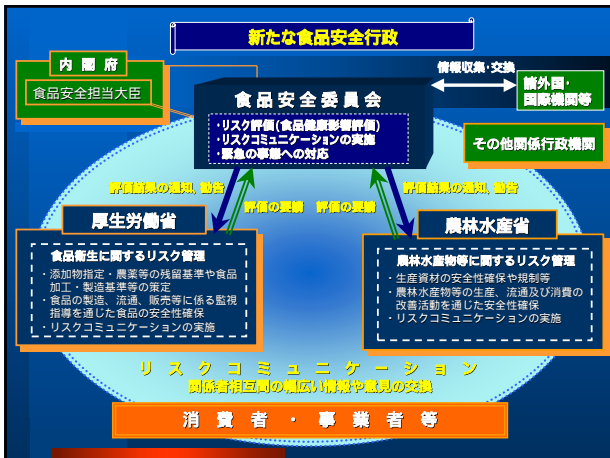 新たな食品安全行政
内閣府
食品安全担当大臣
食品安全委員会
・リスク評価(食品健康影響評価)
・リスクコミュニケーションの実施
・緊急の事態への対応
情報収集・交換
諸外国・
国際機関等
その他関係行政機関
評価結果の通知, 勧告
評価の要請
評価の要請
評価結果の通知, 勧告
厚生労働省
食品衛生に関するリスク管理
・添加物指定・農薬等の残留基準や食品
加工・製造基準等の策定
・食品の製造、流通、販売等に係る監視
指導を通じた食品の安全性確保
・リスクコミュニケーションの実施
農林水産省
農林水産物等に関するリスク管理
・生産資材の安全性確保や規制等
・農林水産物等の生産、流通及び消費の
改善活動を通じた安全性確保
・リスクコミュニケーションの実施
リスクコミュニケーション
関係者相互間の幅広い情報や意見の交換
消費者・事業者等